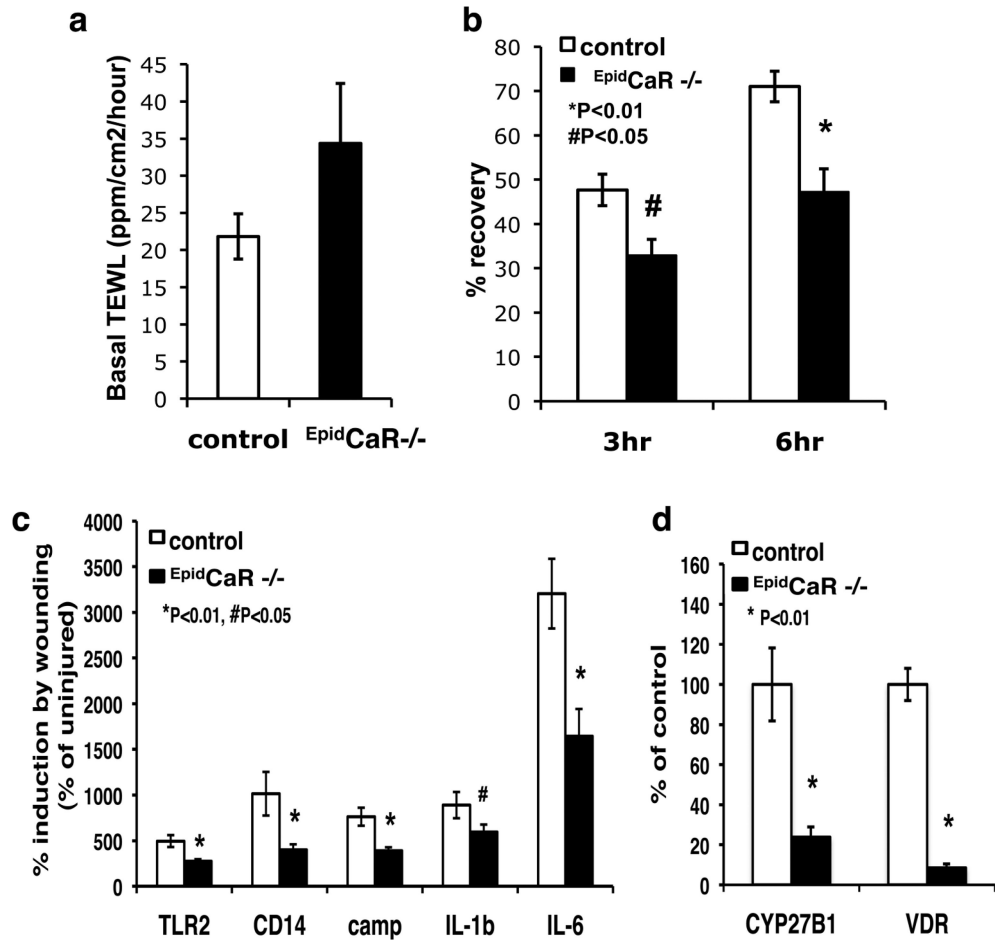 a
Basal TEWL (ppm/cm2/hour)
45
40
35
30
25
20
15
10
5
0
control
EpidCaR-/-
b
control
EpidCaR -/-
*P<0.01
#P<0.05
% recovery
80
70
60
50
40
30
20
10
0
#
*
3hr
6hr
c
control
EpidCaR -/-
*P<0.01, #P<0.05
% induction by wounding
(% of uninjured)
4000
3500
3000
2500
2000
1500
1000
500
0
*
*
*
#
*
TLR2
CD14
camp
IL-1b
IL-6
d
control
EpidCaR -/-
* P<0.01
% of control
160
140
120
100
80
60
40
20
0
*
*
CYP27B1
VDR